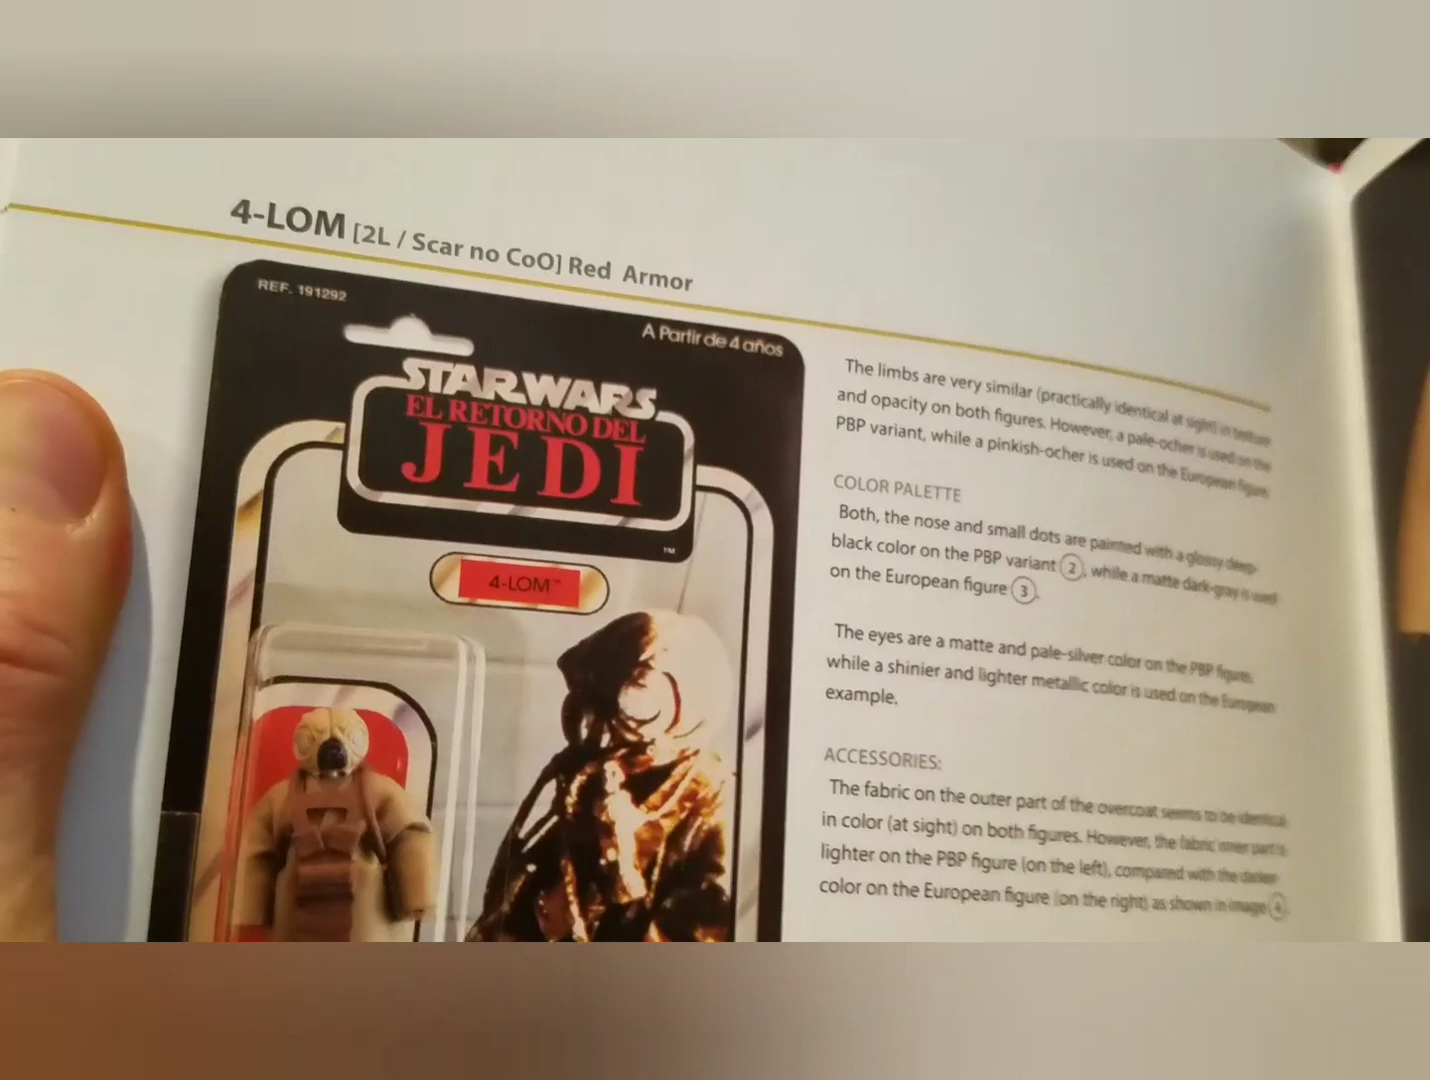 4-LOM [2L / Scar no CoO] Red Armor
REF. 191292
A Partir de 4 años
STAR WARS
EL RETORNO DEL
JEDI
™
4-LOM™
The limbs are very similar (practically identical at sight) in texture
and opacity on both figures. However, a pale-ocher is used on the
PBP variant, while a pinkish-ocher is used on the European figure.
COLOR PALETTE
Both, the nose and small dots are painted with a glossy deep-
black color on the PBP variant 2, while a matte dark-gray is used
on the European figure 3.
The eyes are a matte and pale-silver color on the PBP figure,
while a shinier and lighter metallic color is used on the European
example.
ACCESSORIES:
The fabric on the outer part of the overcoat seems to be identical
in color (at sight) on both figures. However, the fabric inner part is
lighter on the PBP figure (on the left), compared with the darker
color on the European figure (on the right) as shown in image 4.